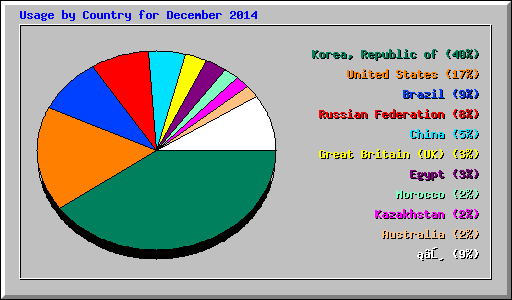 Usage by Country for December 2014
Korea, Republic of (40%)
United States (17%)
Brazil (9%)
Russian Federation (8%)
China (5%)
Great Britain (UK) (3%)
Egypt (3%)
Morocco (2%)
Kazakhstan (2%)
Australia (2%)
(9%)